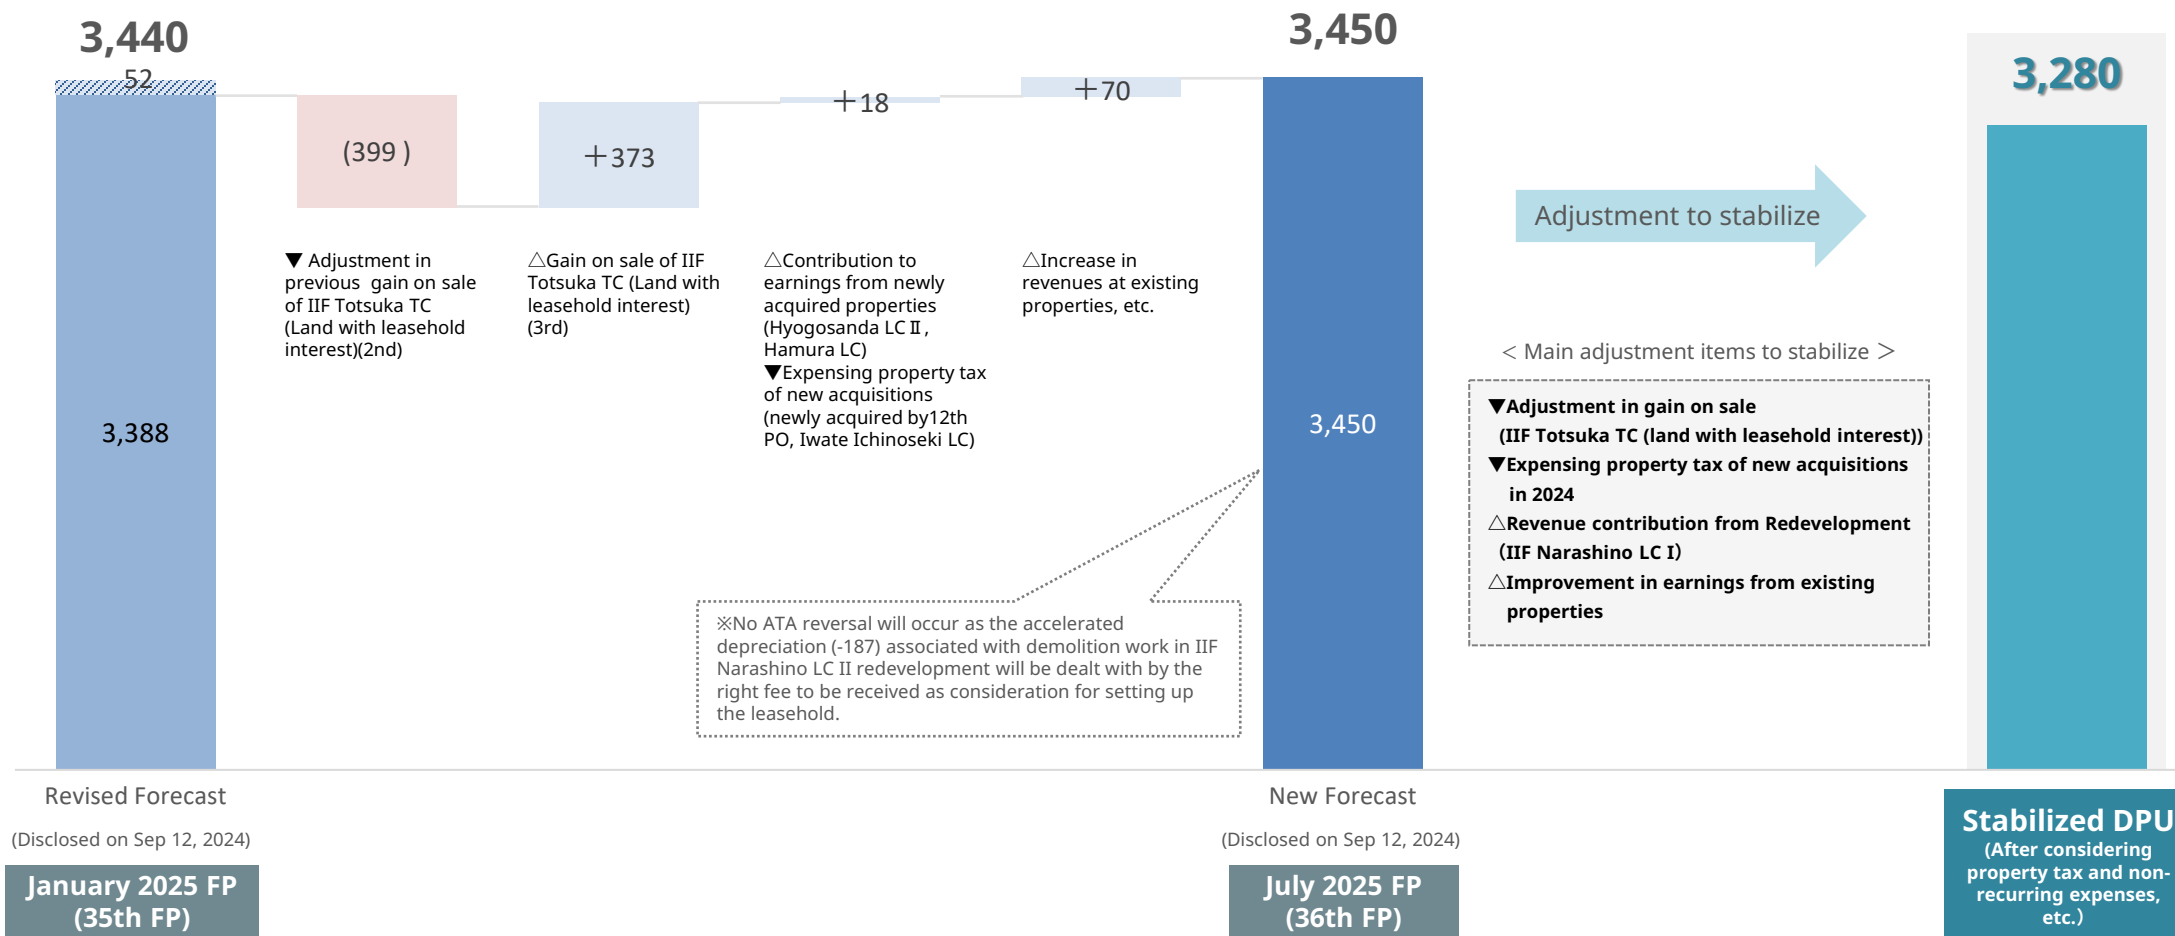 3,440
52
3,388
(399 )
＋373
＋18
＋70
3,450
3,450
3,280
Adjustment to stabilize
▼ Adjustment in
previous gain on sale
of IIF Totsuka TC
(Land with leasehold
interest)(2nd)
△Gain on sale of IIF
Totsuka TC (Land with
leasehold interest)
(3rd)
△Contribution to
earnings from newly
acquired properties
(Hyogosanda LCⅡ,
Hamura LC)
▼Expensing property tax
of new acquisitions
(newly acquired by12th
PO, Iwate Ichinoseki LC)
△Increase in
revenues at existing
properties, etc.
＜ Main adjustment items to stabilize ＞
▼Adjustment in gain on sale
(IIF Totsuka TC (land with leasehold interest))
▼Expensing property tax of new acquisitions
in 2024
△Revenue contribution from Redevelopment
（IIF Narashino LC I）
△Improvement in earnings from existing
properties
※No ATA reversal will occur as the accelerated
depreciation (-187) associated with demolition work in IIF
Narashino LC II redevelopment will be dealt with by the
right fee to be received as consideration for setting up
the leasehold.
Revised Forecast
(Disclosed on Sep 12, 2024)
January 2025 FP
(35th FP)
New Forecast
(Disclosed on Sep 12, 2024)
July 2025 FP
(36th FP)
Stabilized DPU
(After considering
property tax and non-
recurring expenses,
etc.）